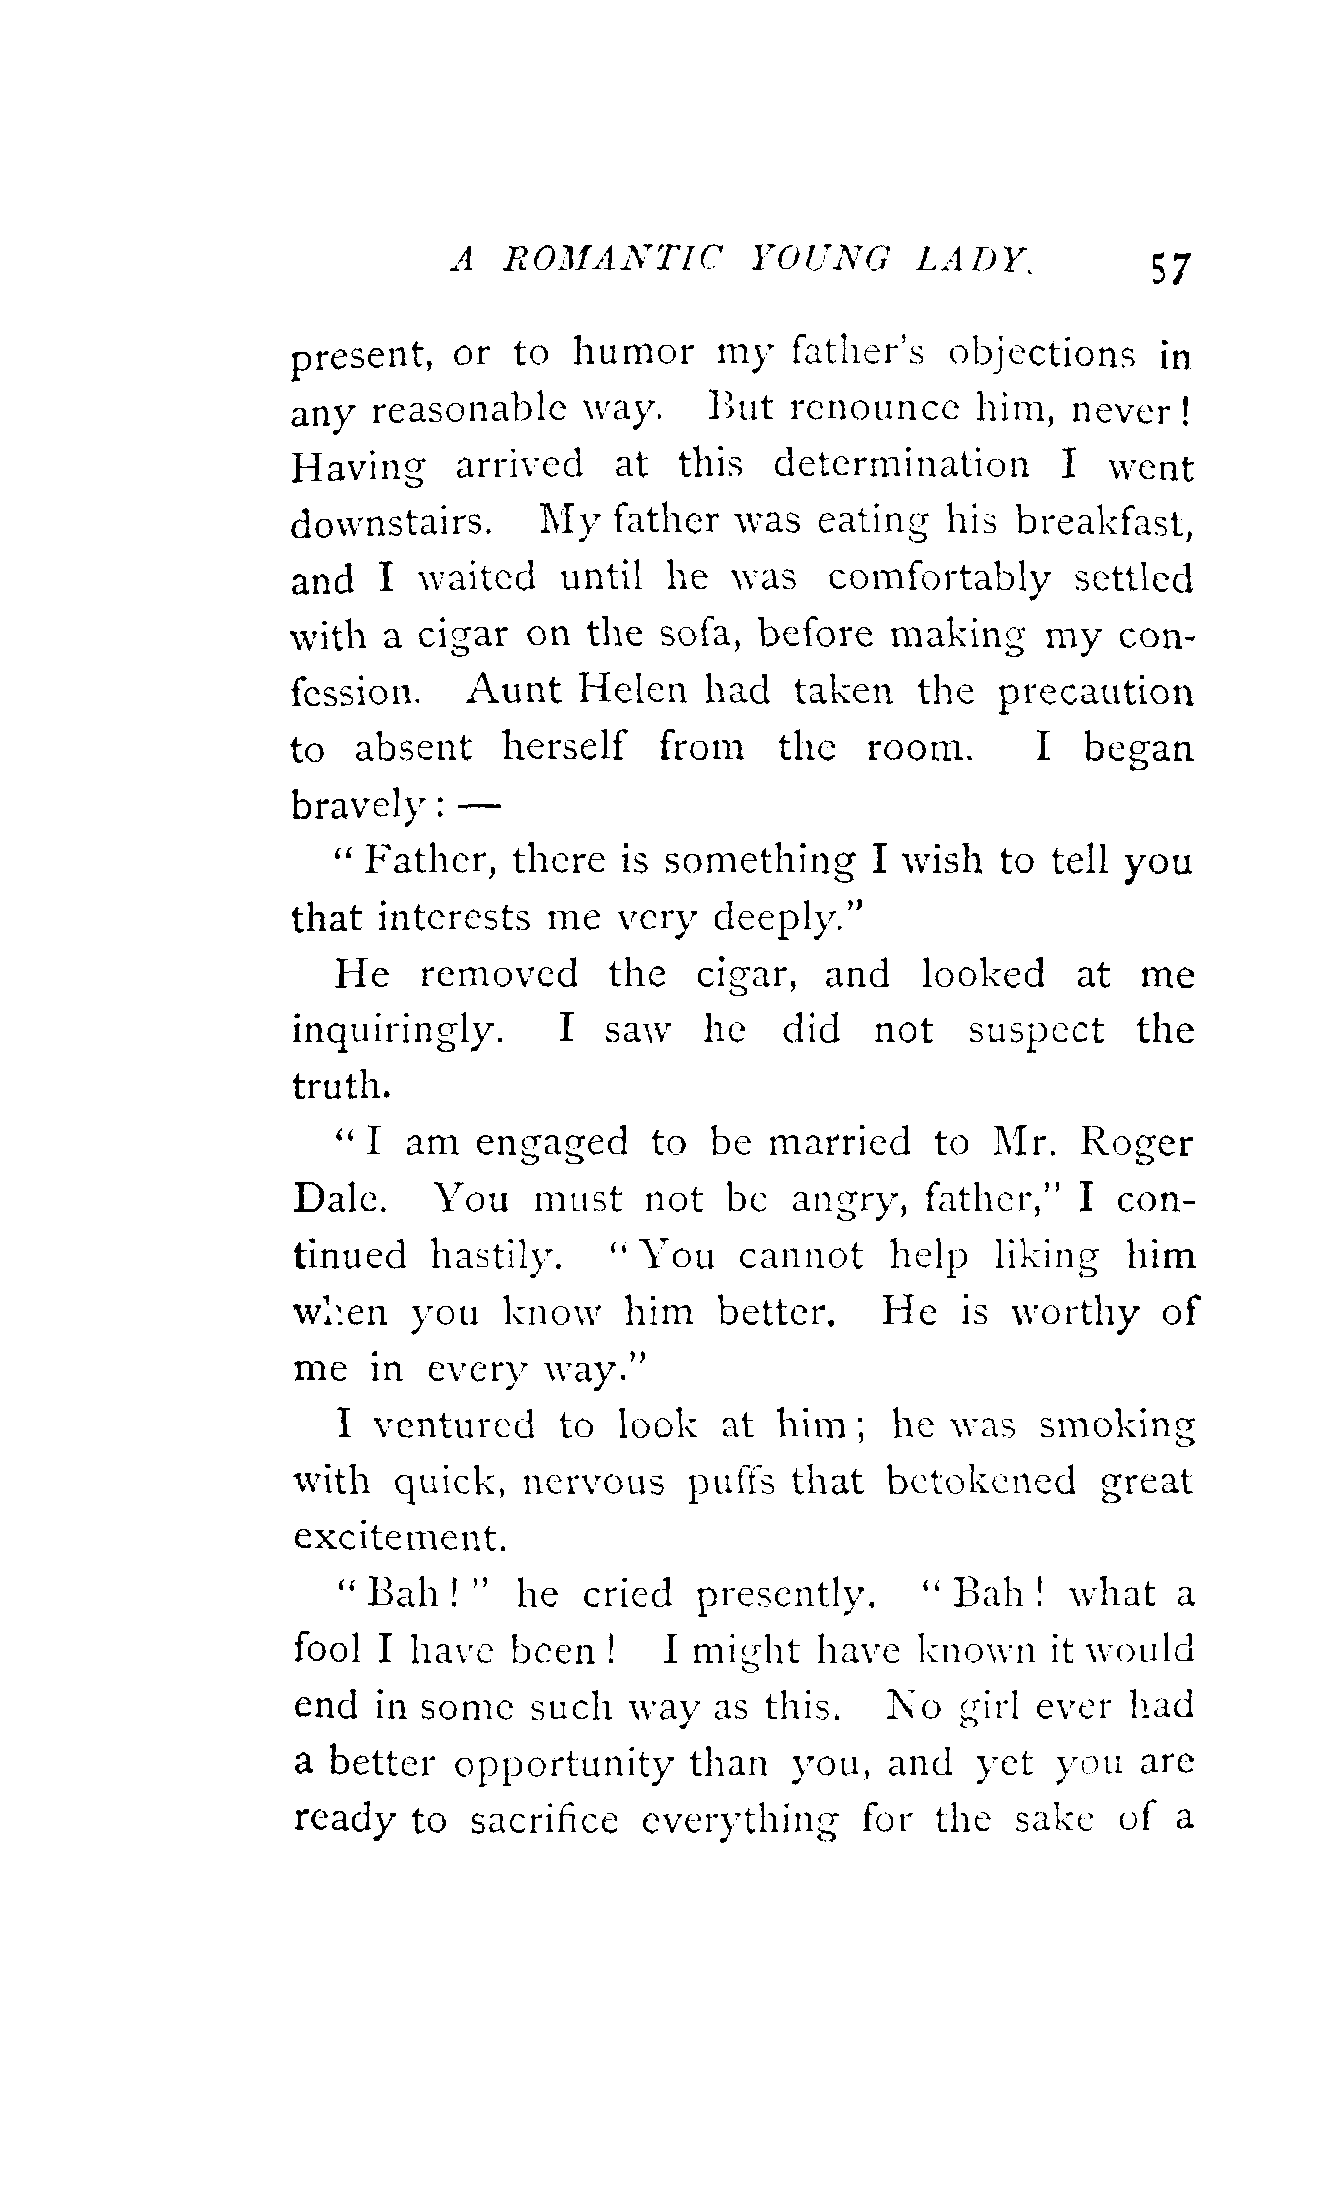 A ROMANTIC YOUNG LADY. 57
present, or to humor my father's objections in
any reasonable way. But renounce him, never!
Having arrived at this determination I went
downstairs. My father was eating his breakfast,
and I waited until he was comfortably settled
with a cigar on the sofa, before making my con-
fession. Aunt Helen had taken the precaution
to absent herself from the room. I began
bravely: —
"Father, there is something I wish to tell you
that interests me very deeply."
He removed the cigar, and looked at me
inquiringly. I saw he did not suspect the
truth.
"I am engaged to be married to Mr. Roger
Dale. You must not be angry, father," I con-
tinued hastily. "You cannot help liking him
when you know him better. He is worthy of
me in every way."
I ventured to look at him; he was smoking
with quick, nervous puffs that betokened great
excitement.
"Bah!" he cried presently. "Bah! what a
fool I have been! I might have known it would
end in some such way as this. No girl ever had
a better opportunity than you, and yet you are
ready to sacrifice everything for the sake of a